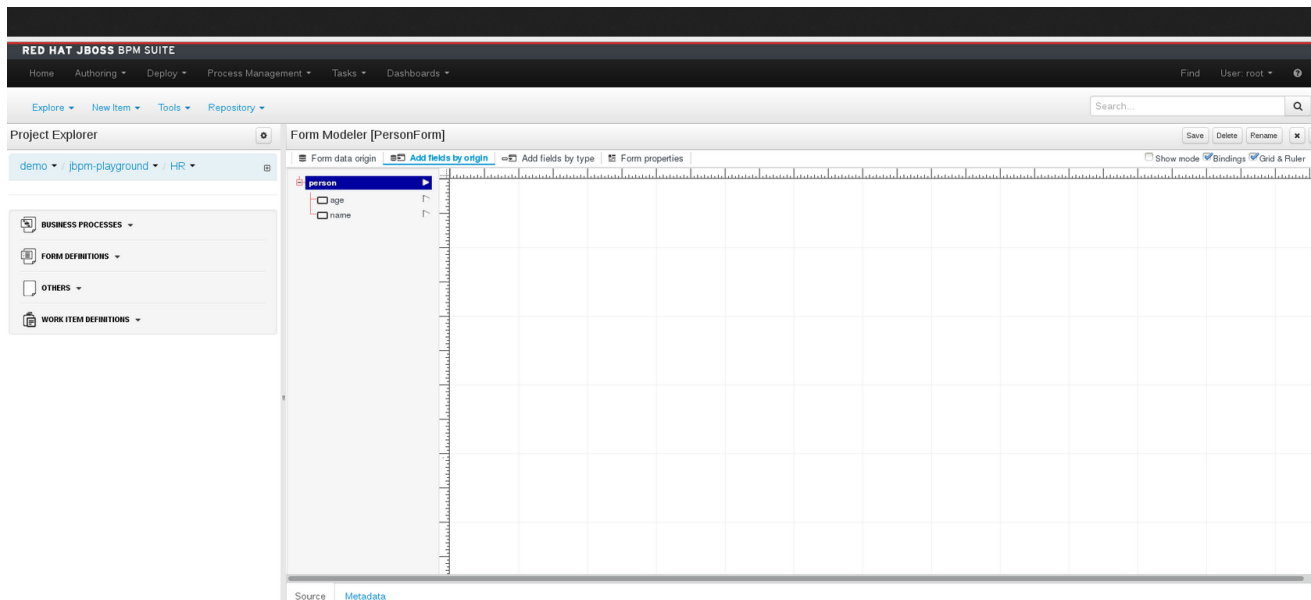 RED HAT JBOSS BPM SUITE
Home Authoring Deploy Process Management Tasks Dashboards Find User: root
Explore New Item Tools Repository Search...
Project Explorer
demo / jbpm-playground / HR
BUSINESS PROCESSES
FORM DEFINITIONS
OTHERS
WORK ITEM DEFINITIONS
Form Modeler [PersonForm] Save Delete Rename
Form data origin Add fields by origin Add fields by type Form properties Show mode Bindings Grid & Ruler
person
age
name
Source Metadata